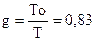 g = To/T = 0,83